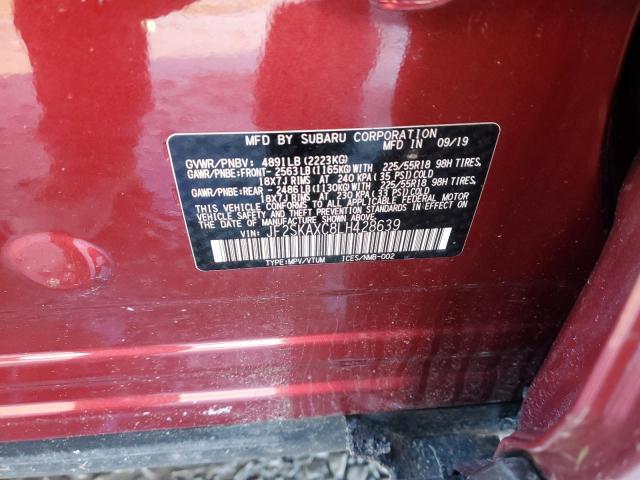 MFD BY SUBARU CORPORATION MFD IN 09/19
GVWR/PNBV: 4891LB (2223KG)
GAWR/PNBE:FRONT- 2563LB(1165KG)WITH 225/55R18 98H TIRES
18X7J RIMS AT 240 KPA(35 PSI)COLD
GAWR/PNBE:REAR - 2486LB(1130KG)WITH 225/55R18 98H TIRES
18X7J RIMS AT 230 KPA(33 PSI)COLD
THIS VEHICLE CONFORMS TO ALL APPLICABLE FEDERAL MOTOR
VEHICLE SAFETY AND BUMPER STANDARDS IN EFFECT ON
THE DATE OF MANUFACTURE SHOWN ABOVE.
VIN: JF2SKAXC8LH428639
TYPE:MPV/VTUM ICES/NMB-002